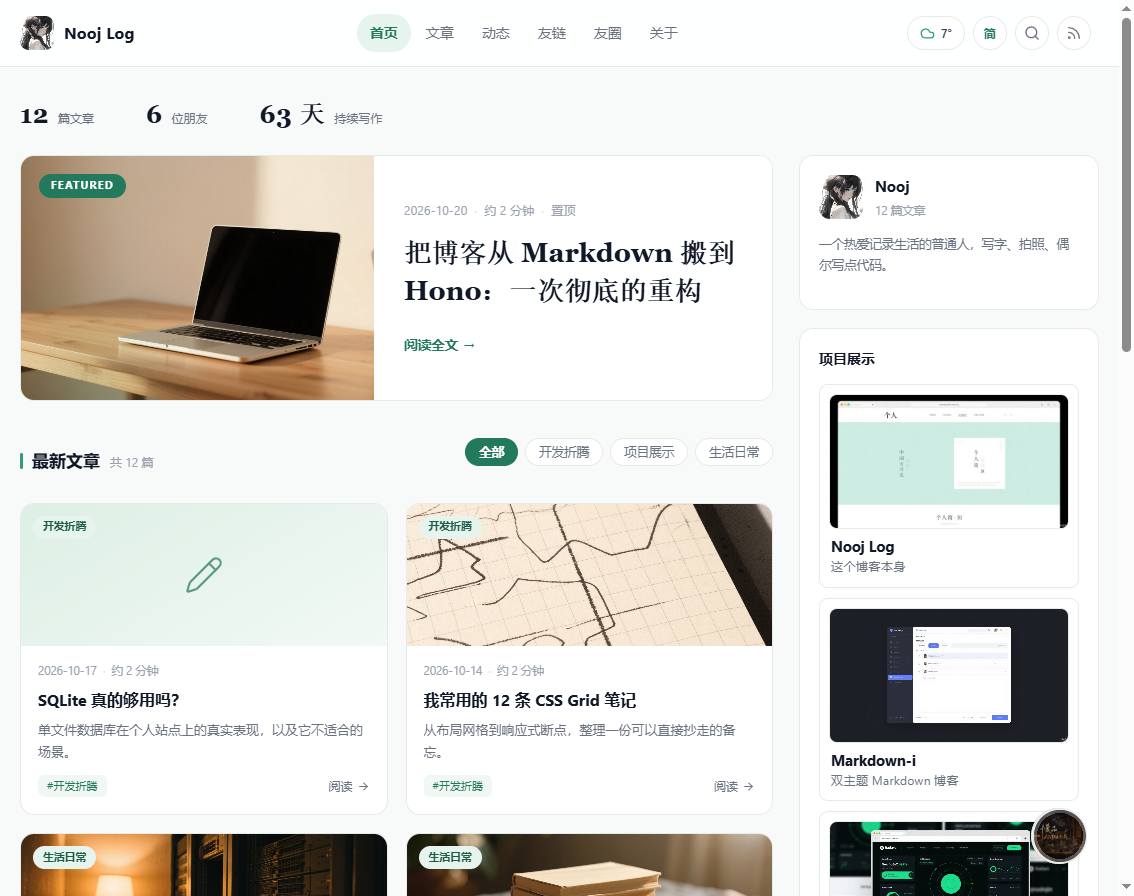 Nooj Log
首页
文章
动态
友链
友圈
关于
7°
简
12 篇文章
6 位朋友
63 天 持续写作
FEATURED
2026-10-20 · 约 2 分钟 · 置顶
把博客从 Markdown 搬到
Hono：一次彻底的重构
阅读全文 →
Nooj
12 篇文章
一个热爱记录生活的普通人，写字、拍照、偶
尔写点代码。
最新文章 共 12 篇
全部
开发折腾
项目展示
生活日常
开发折腾
2026-10-17 · 约 2 分钟
SQLite 真的够用吗？
单文件数据库在个人站点上的真实表现，以及它不适合的
场景。
#开发折腾
阅读 →
开发折腾
2026-10-14 · 约 2 分钟
我常用的 12 条 CSS Grid 笔记
从布局网格到响应式断点，整理一份可以直接抄走的备
忘。
#开发折腾
阅读 →
生活日常
生活日常
项目展示
个人
Nooj Log
这个博客本身
Markdown-i
双主题 Markdown 博客